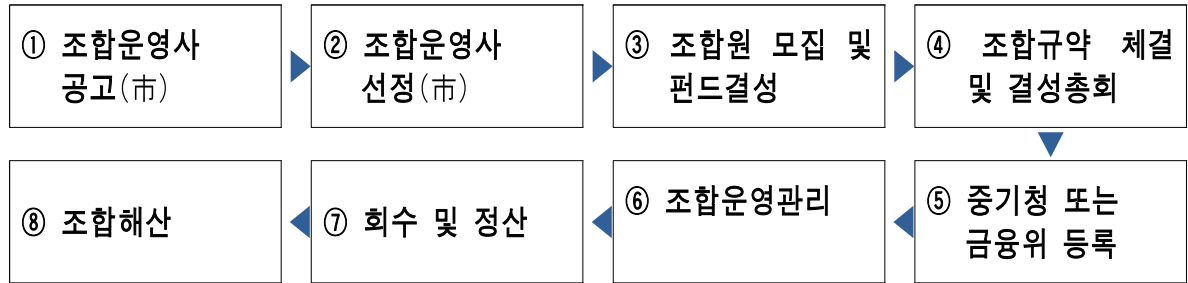 ① 조합운영사
공고(市)
② 조합운영사
선정(市)
③ 조합원 모집 및
펀드결성
④ 조합규약 체결
및 결성총회
⑤ 중기청 또는
금융위 등록
⑥ 조합운영관리
⑦ 회수 및 정산
⑧ 조합해산